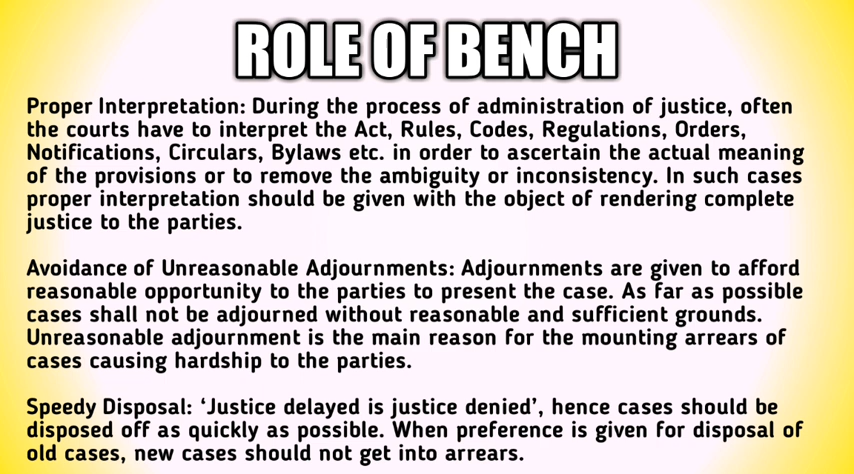 ROLE OF BENCH
Proper Interpretation: During the process of administration of justice, often
the courts have to interpret the Act, Rules, Codes, Regulations, Orders,
Notifications, Circulars, Bylaws etc. in order to ascertain the actual meaning
of the provisions or to remove the ambiguity or inconsistency. In such cases
proper interpretation should be given with the object of rendering complete
justice to the parties.
Avoidance of Unreasonable Adjournments: Adjournments are given to afford
reasonable opportunity to the parties to present the case. As far as possible
cases shall not be adjourned without reasonable and sufficient grounds.
Unreasonable adjournment is the main reason for the mounting arrears of
cases causing hardship to the parties.
Speedy Disposal: ‘Justice delayed is justice denied’, hence cases should be
disposed off as quickly as possible. When preference is given for disposal of
old cases, new cases should not get into arrears.